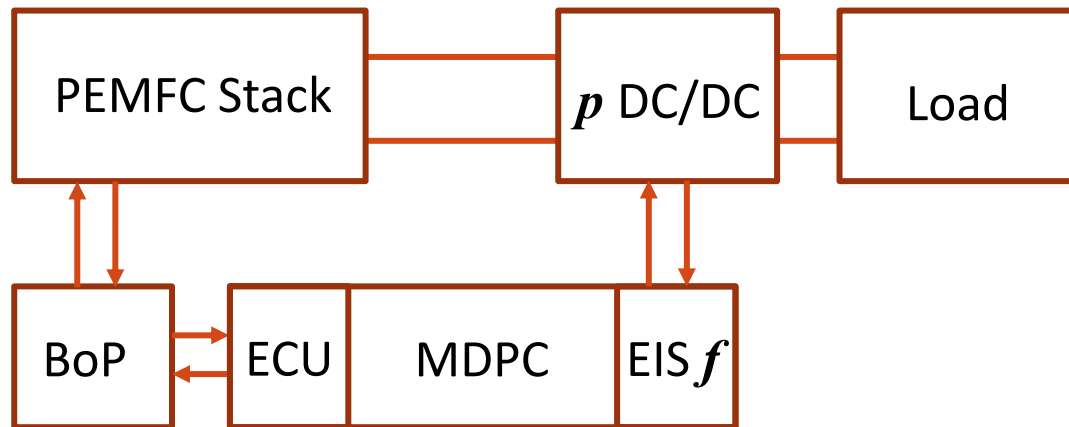 PEMFC Stack
p DC/DC
Load
BoP
ECU
MDPC
EIS f